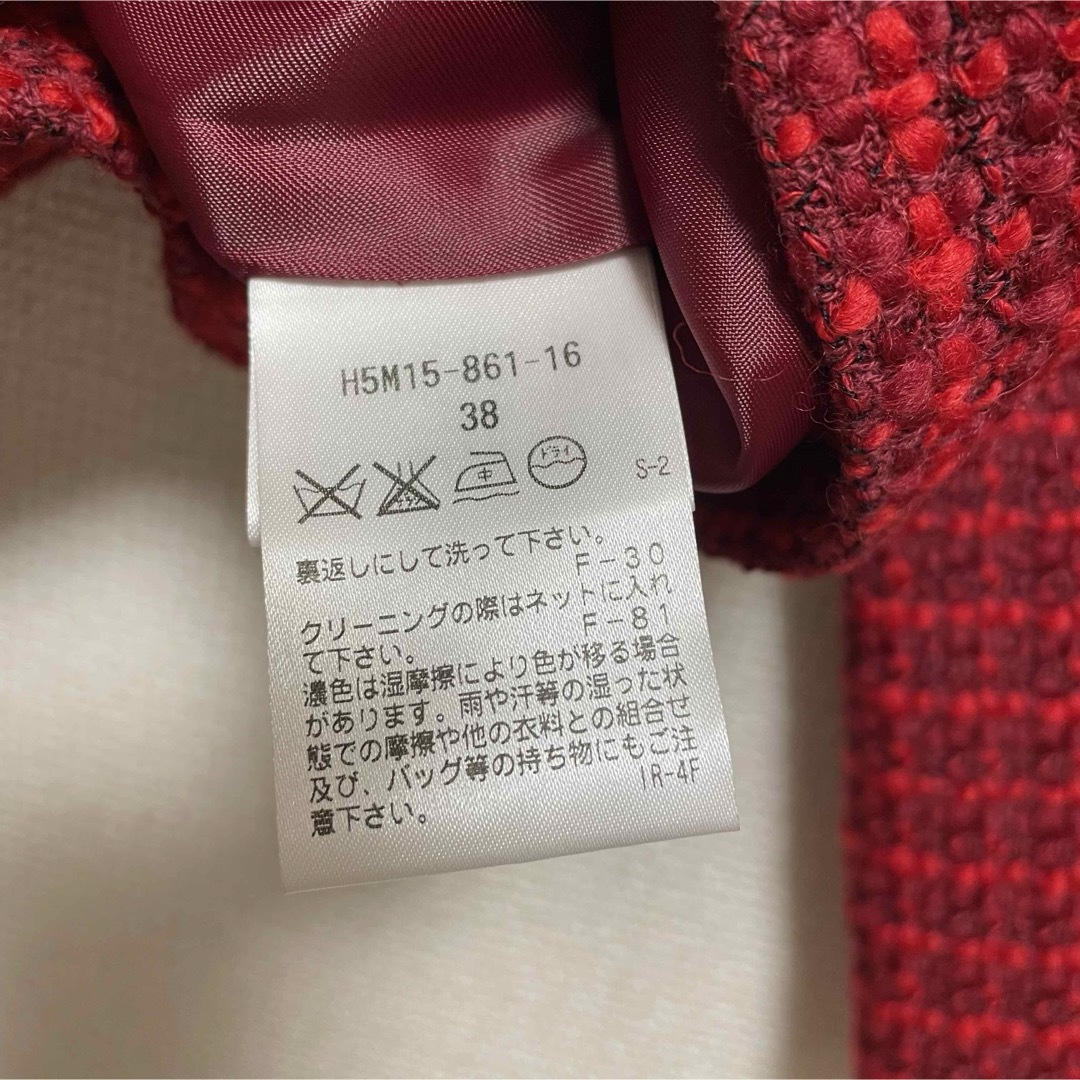 H5M15-861-16
38
中 ドライ
S-2
裏返しにして洗って下さい。
F-30
クリーニングの際はネットに入れ
F-81
て下さい。
濃色は湿摩擦により色が移る場合
があります。雨や汗等の湿った状
態での摩擦や他の衣料との組合せ
及び、バッグ等の持ち物にもご注
IR-4F
意下さい。